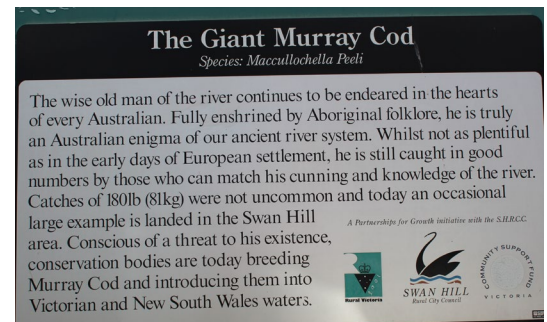 The Giant Murray Cod
Species: Maccullochella Peeli
The wise old man of the river continues to be endeared in the hearts
of every Australian. Fully enshrined by Aboriginal folklore, he is truly
an Australian enigma of our ancient river system. Whilst not as plentiful
as in the early days of European settlement, he is still caught in good
numbers by those who can match his cunning and knowledge of the river.
Catches of 180lb (81kg) were not uncommon and today an occasional
large example is landed in the Swan Hill
area. Conscious of a threat to his existence,
conservation bodies are today breeding
Murray Cod and introducing them into
Victorian and New South Wales waters.
A Partnerships for Growth initiative with the S.H.R.C.C.
Rural Victoria
SWAN HILL
Rural City Council
COMMUNITY SUPPORT FUND
VICTORIA